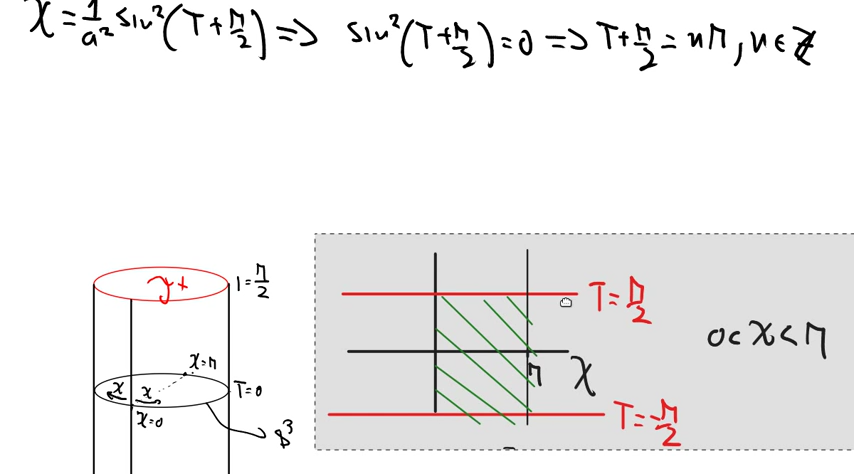 χ = 1/a² sin²(T + π/2) => sin²(T + π/2) = 0 => T + π/2 = nπ, n ∈ ℤ
𝒥+
T = π/2
χ = π
χ
χ
T = 0
χ = 0
S³
T = π/2
0 < χ < π
π
χ
T = -π/2